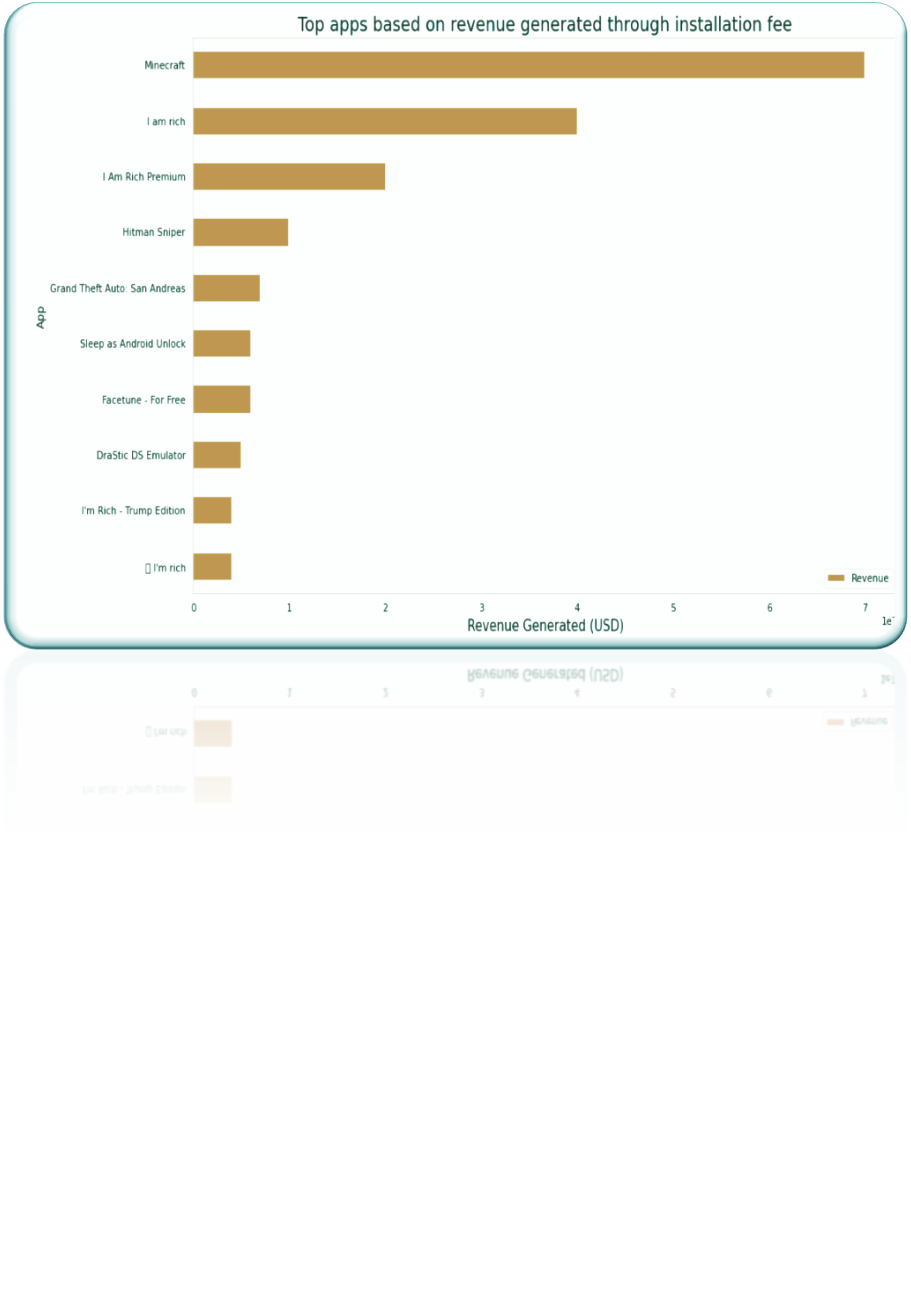 Top apps based on revenue generated through installation fee
Minecraft
I am rich
I Am Rich Premium
Hitman Sniper
Grand Theft Auto: San Andreas
App
Sleep as Android Unlock
Facetune - For Free
DraStic DS Emulator
I'm Rich - Trump Edition
I'm rich
Revenue
0 1 2 3 4 5 6 7
Revenue Generated (USD)